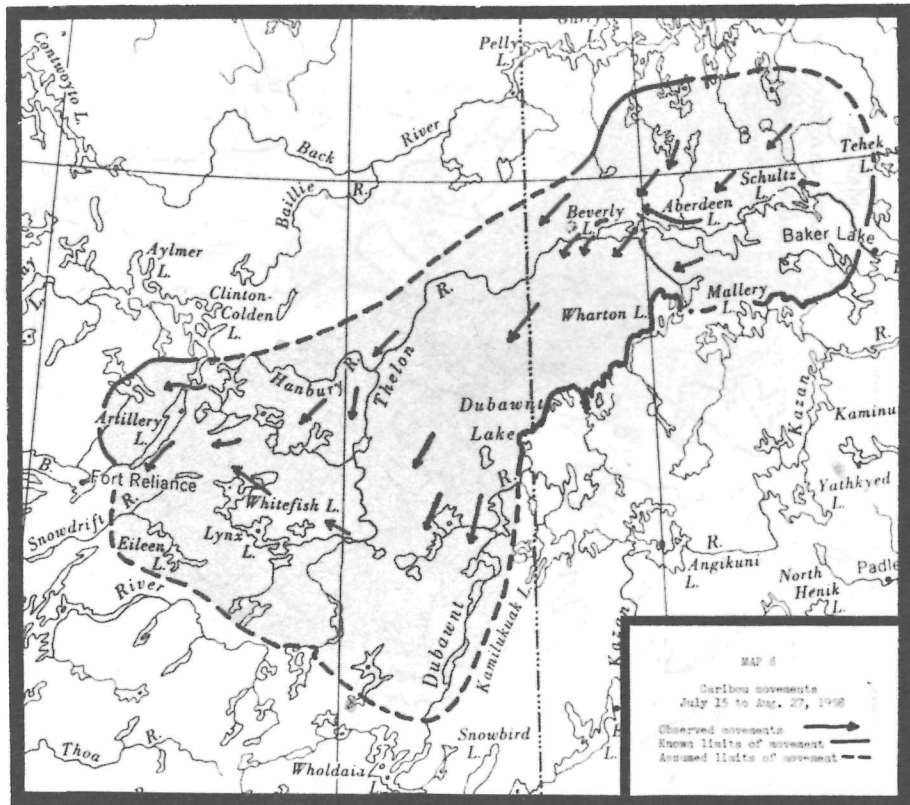 Contwoyto L.
Pelly L.
Garry L.
Back River
Baillie R.
Tehek L.
Schultz L.
Aberdeen L.
Beverly L.
Baker Lake
Aylmer L.
Clinton-Colden L.
Mallery L.
Wharton L.
Thelon R.
Hanbury R.
Artillery L.
Dubawnt Lake
R.
Kazan
R.
Kaminu
Fort Reliance
Yathkyed L.
Snowdrift R.
Whitefish L.
Lynx L.
Eileen L.
River
R.
Angikuni L.
North Henik L.
Padle
Dubawnt
R.
Kamilukuak L.
Kazan
Thoa R.
Snowbird L.
Wholdaia L.
MAP 8
Caribou movements
July 15 to Aug. 27, 1958
Observed movements
Known limits of movement
Assumed limits of movement